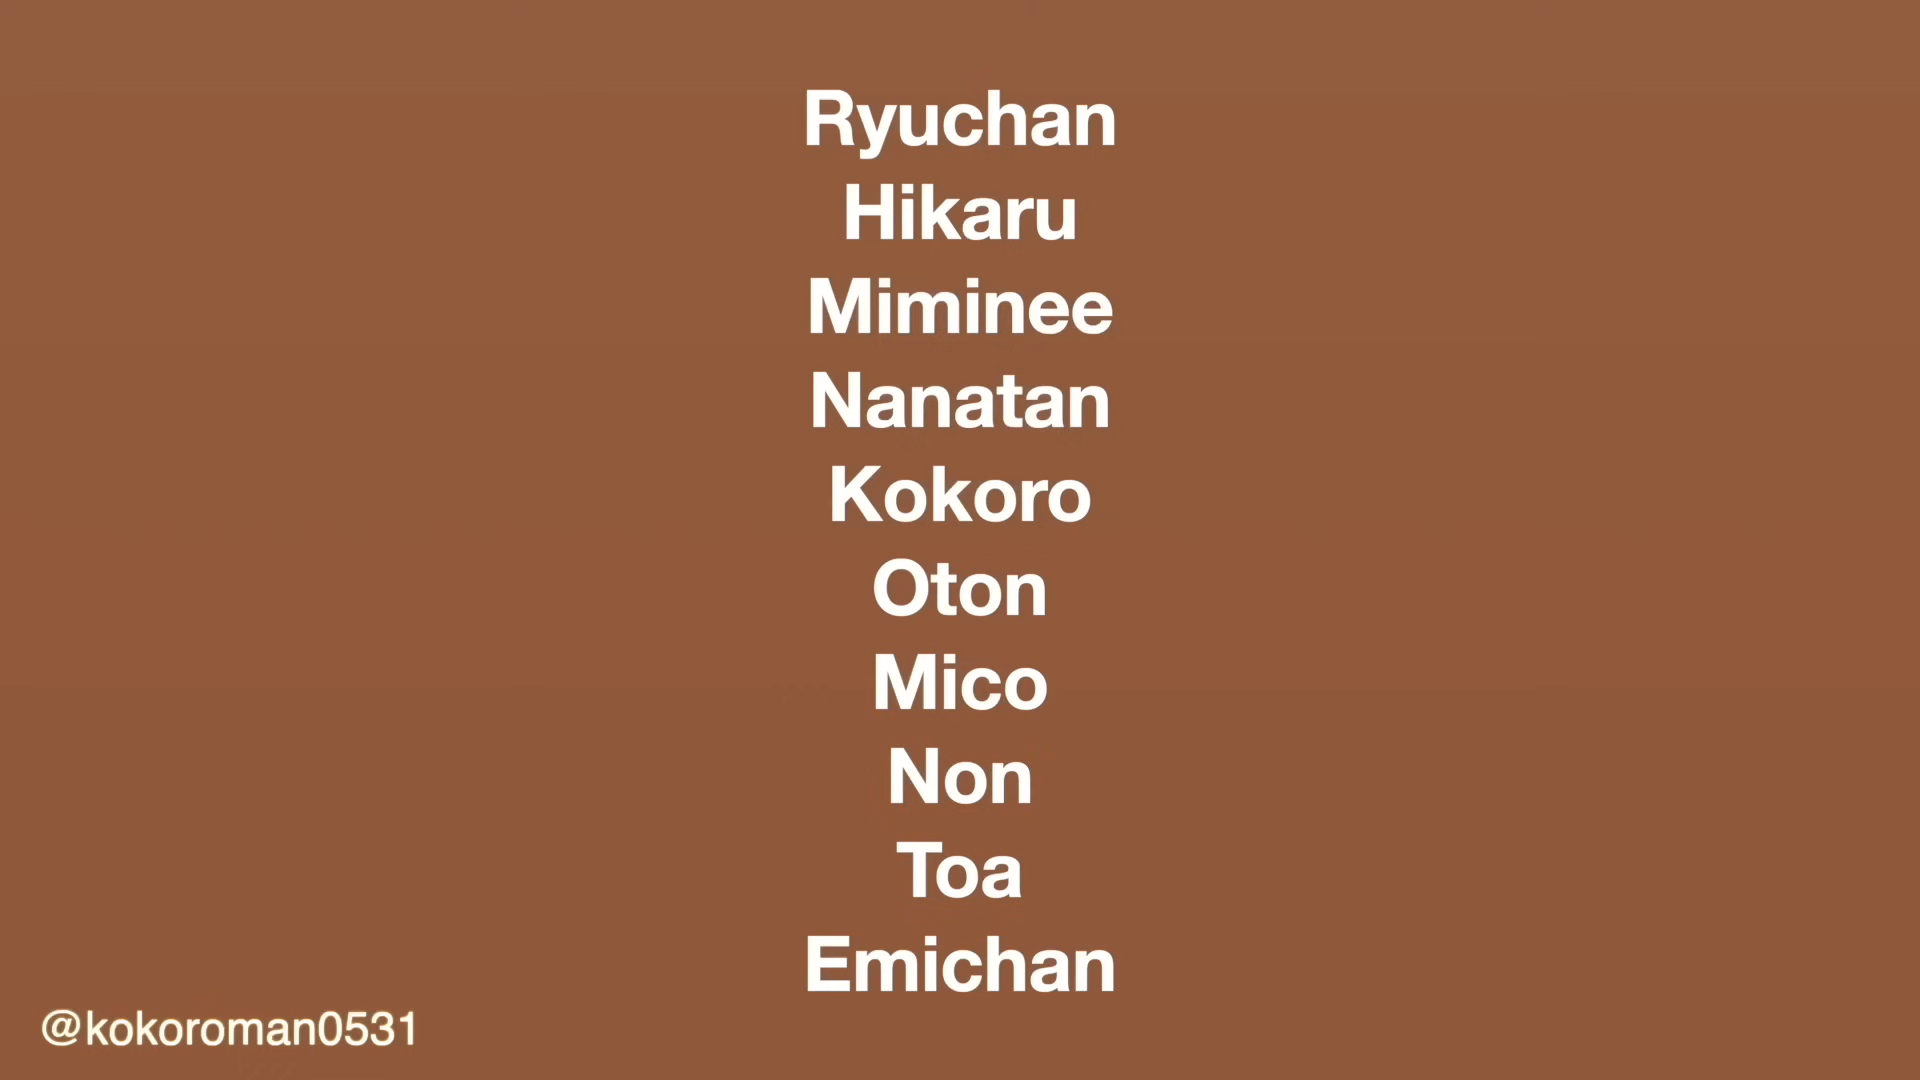 Ryuchan
Hikaru
Miminee
Nanatan
Kokoro
Oton
Mico
Non
Toa
Emichan
@kokoroman0531